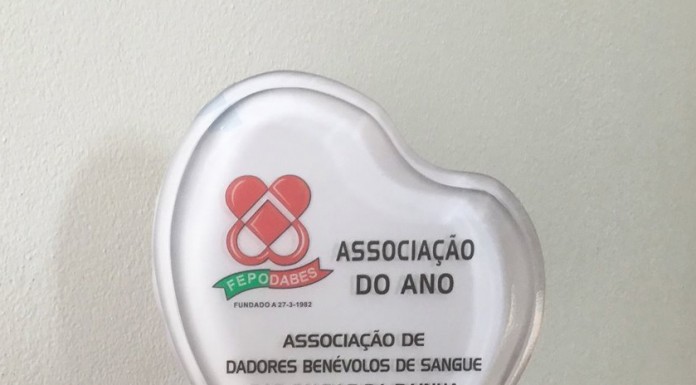 FEPODABES
FUNDADO A 27-3-1982
ASSOCIAÇÃO
DO ANO
ASSOCIAÇÃO DE
DADORES BENÉVOLOS DE SANGUE